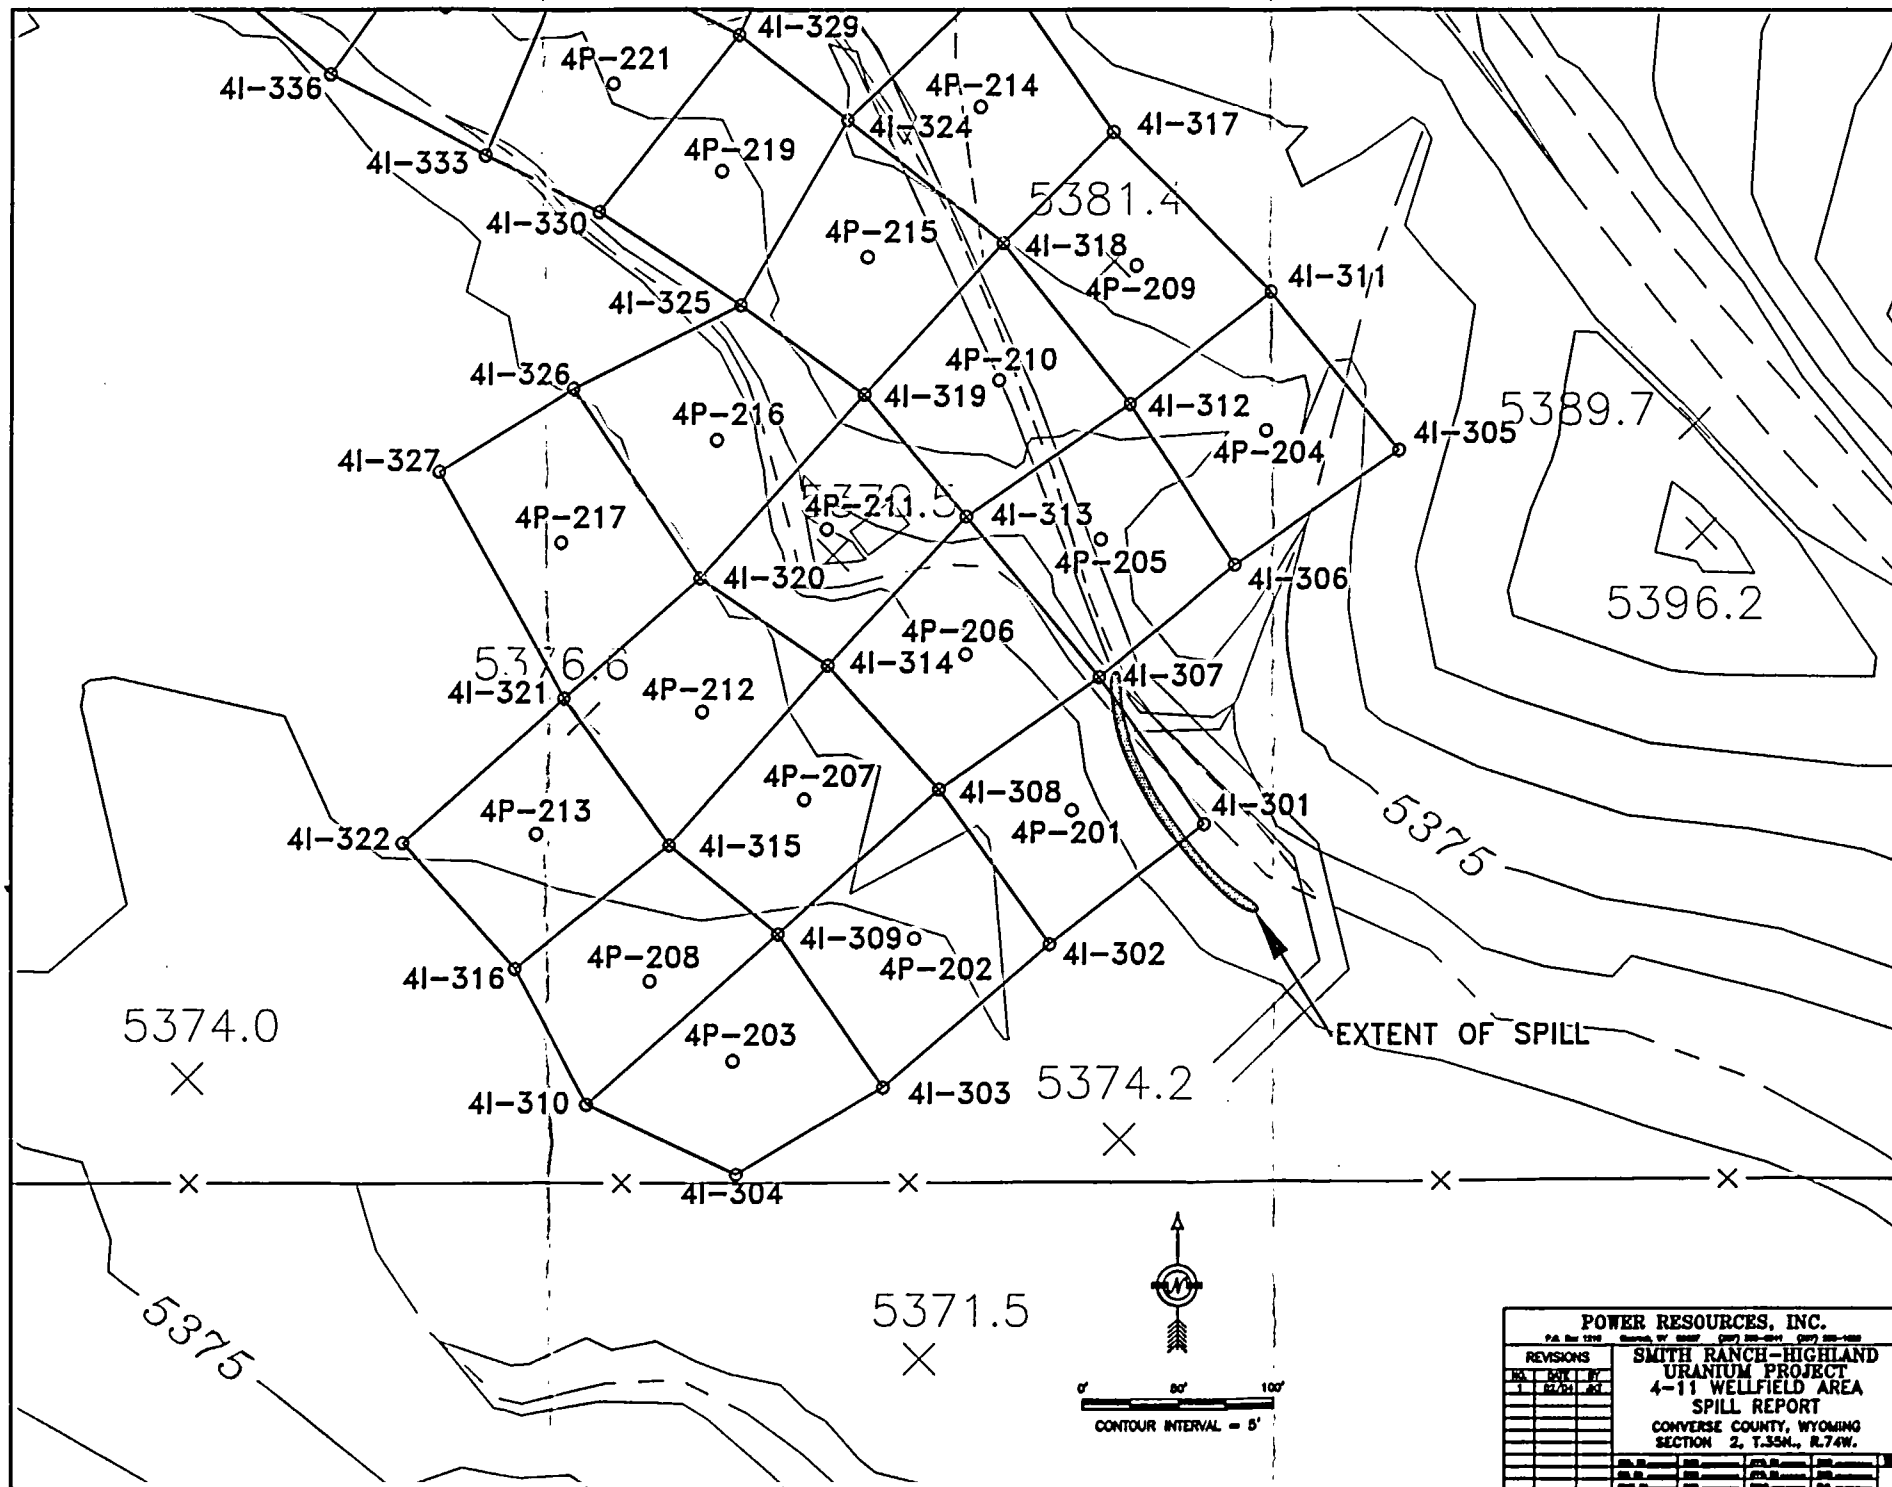 4I-329
4P-221
4I-336
4P-214
4I-324
4I-317
4P-219
4I-333
5381.4
4I-330
4P-215
4I-318
4P-209
4I-311
4I-325
4P-210
4I-326
4I-319
4I-312
5389.7
4P-216
4I-305
4P-204
4I-327
4P-211
4P-217
4I-313
4P-205
4I-320
4I-306
5396.2
4P-206
5376.6
4I-314
4I-307
4I-321
4P-212
4P-207
4I-308
4I-301
4P-213
4P-201
5375
4I-322
4I-315
4I-309
4P-208
4P-202
4I-302
4I-316
5374.0
4P-203
EXTENT OF SPILL
5374.2
4I-310
4I-303
4I-304
5371.5
5375
N
0' 50' 100'
CONTOUR INTERVAL = 5'
POWER RESOURCES, INC.
REVISIONS
NO. DATE BY
1
SMITH RANCH-HIGHLAND
URANIUM PROJECT
4-11 WELLFIELD AREA
SPILL REPORT
CONVERSE COUNTY, WYOMING
SECTION 2, T.35N., R.74W.